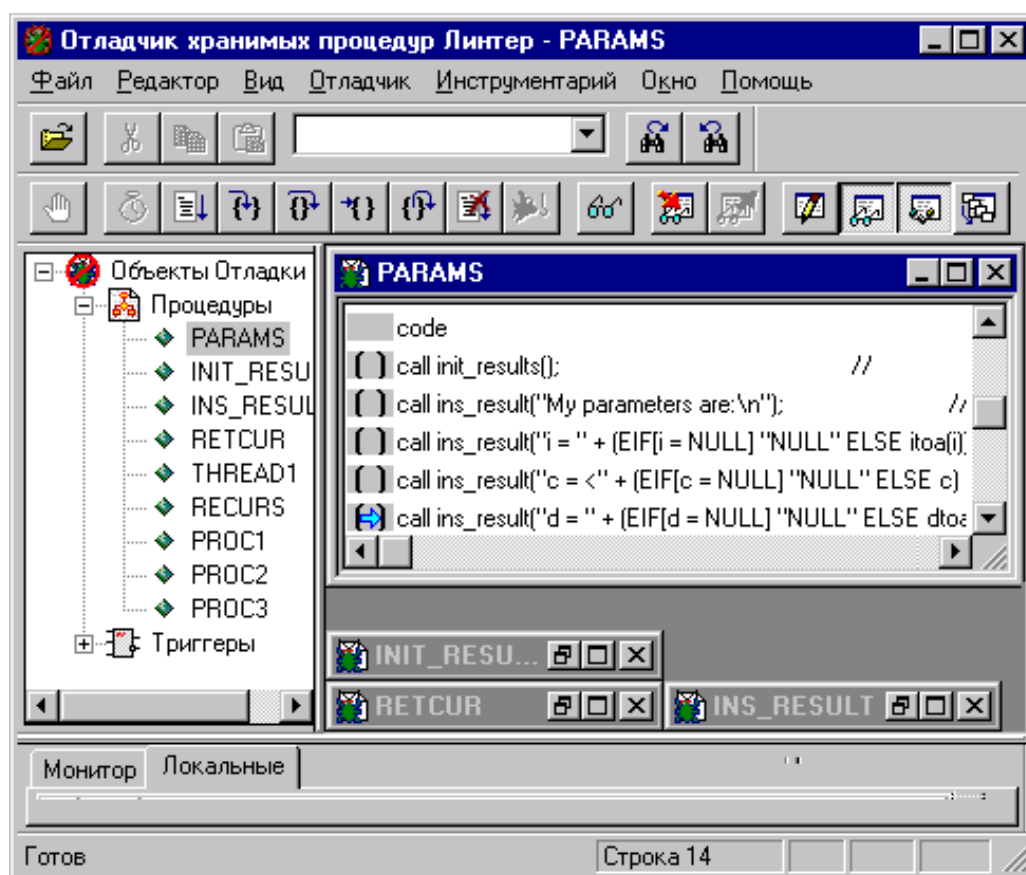 Отладчик хранимых процедур Линтер - PARAMS
Файл Редактор Вид Отладчик Инструментарий Окно Помощь
Объекты Отладки
Процедуры
PARAMS
INIT_RESU
INS_RESUL
RETCUR
THREAD1
RECURS
PROC1
PROC2
PROC3
Триггеры
PARAMS
code
call init_results(); //
call ins_result("My parameters are:\n"); //
call ins_result("i = " + (EIF[i = NULL] "NULL" ELSE itoa(i)
call ins_result("c = <" + (EIF[c = NULL] "NULL" ELSE c)
call ins_result("d = " + (EIF[d = NULL] "NULL" ELSE dtoa
INIT_RESU...
RETCUR INS_RESULT
Монитор Локальные
Готов Строка 14